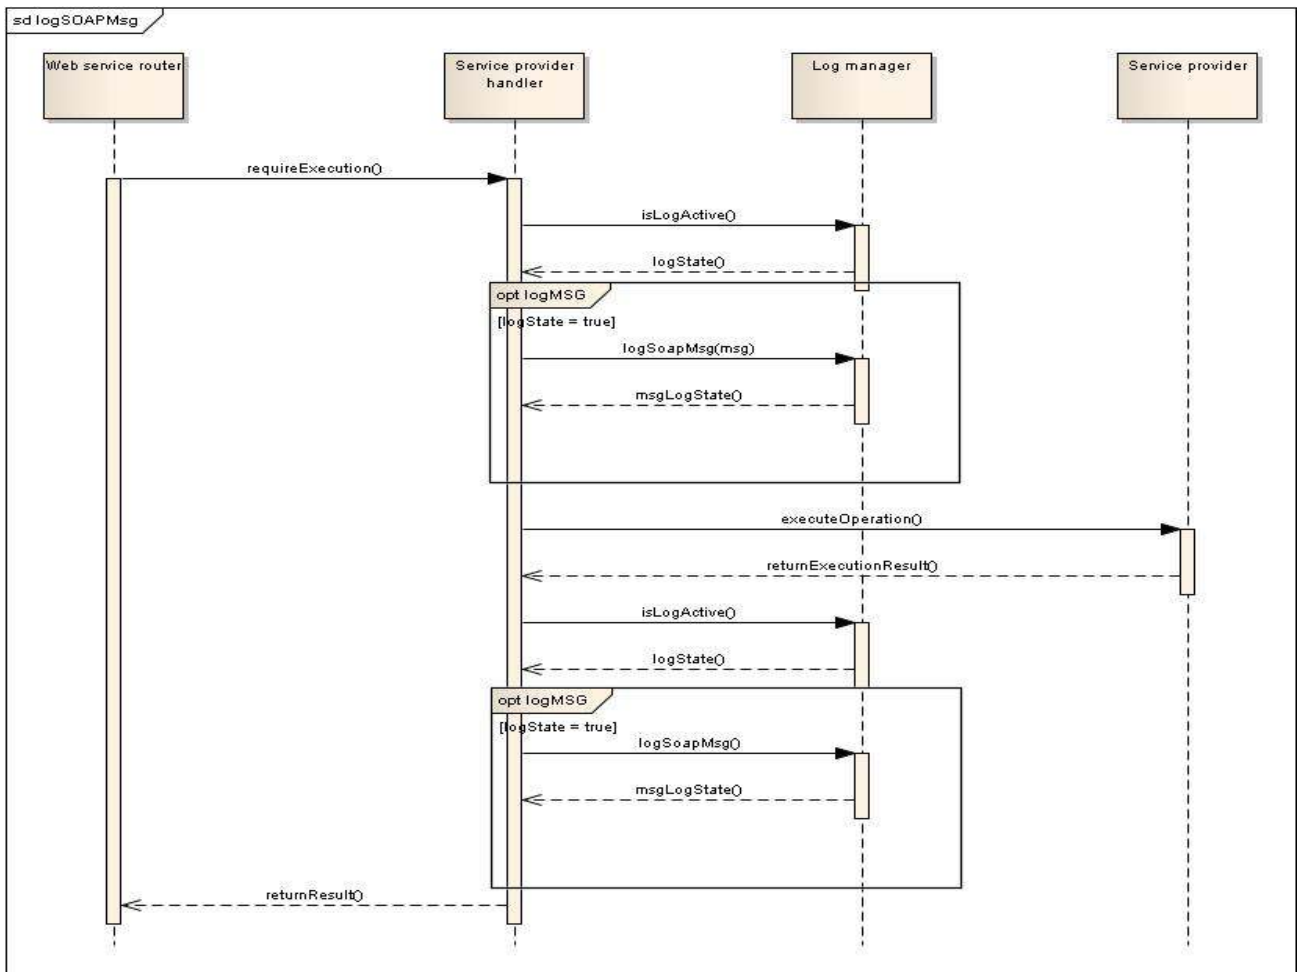 sd logSOAPMsg
Web service router
Service provider
handler
Log manager
Service provider
requireExecution()
isLogActive()
logState()
opt logMSG
[logState = true]
logSoapMsg(msg)
msgLogState()
executeOperation()
returnExecutionResult()
isLogActive()
logState()
opt logMSG
[logState = true]
logSoapMsg()
msgLogState()
returnResult()